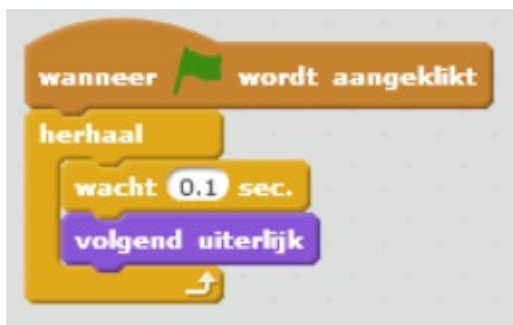 wanneer wordt aangeklikt
herhaal
wacht 0.1 sec.
volgend uiterlijk